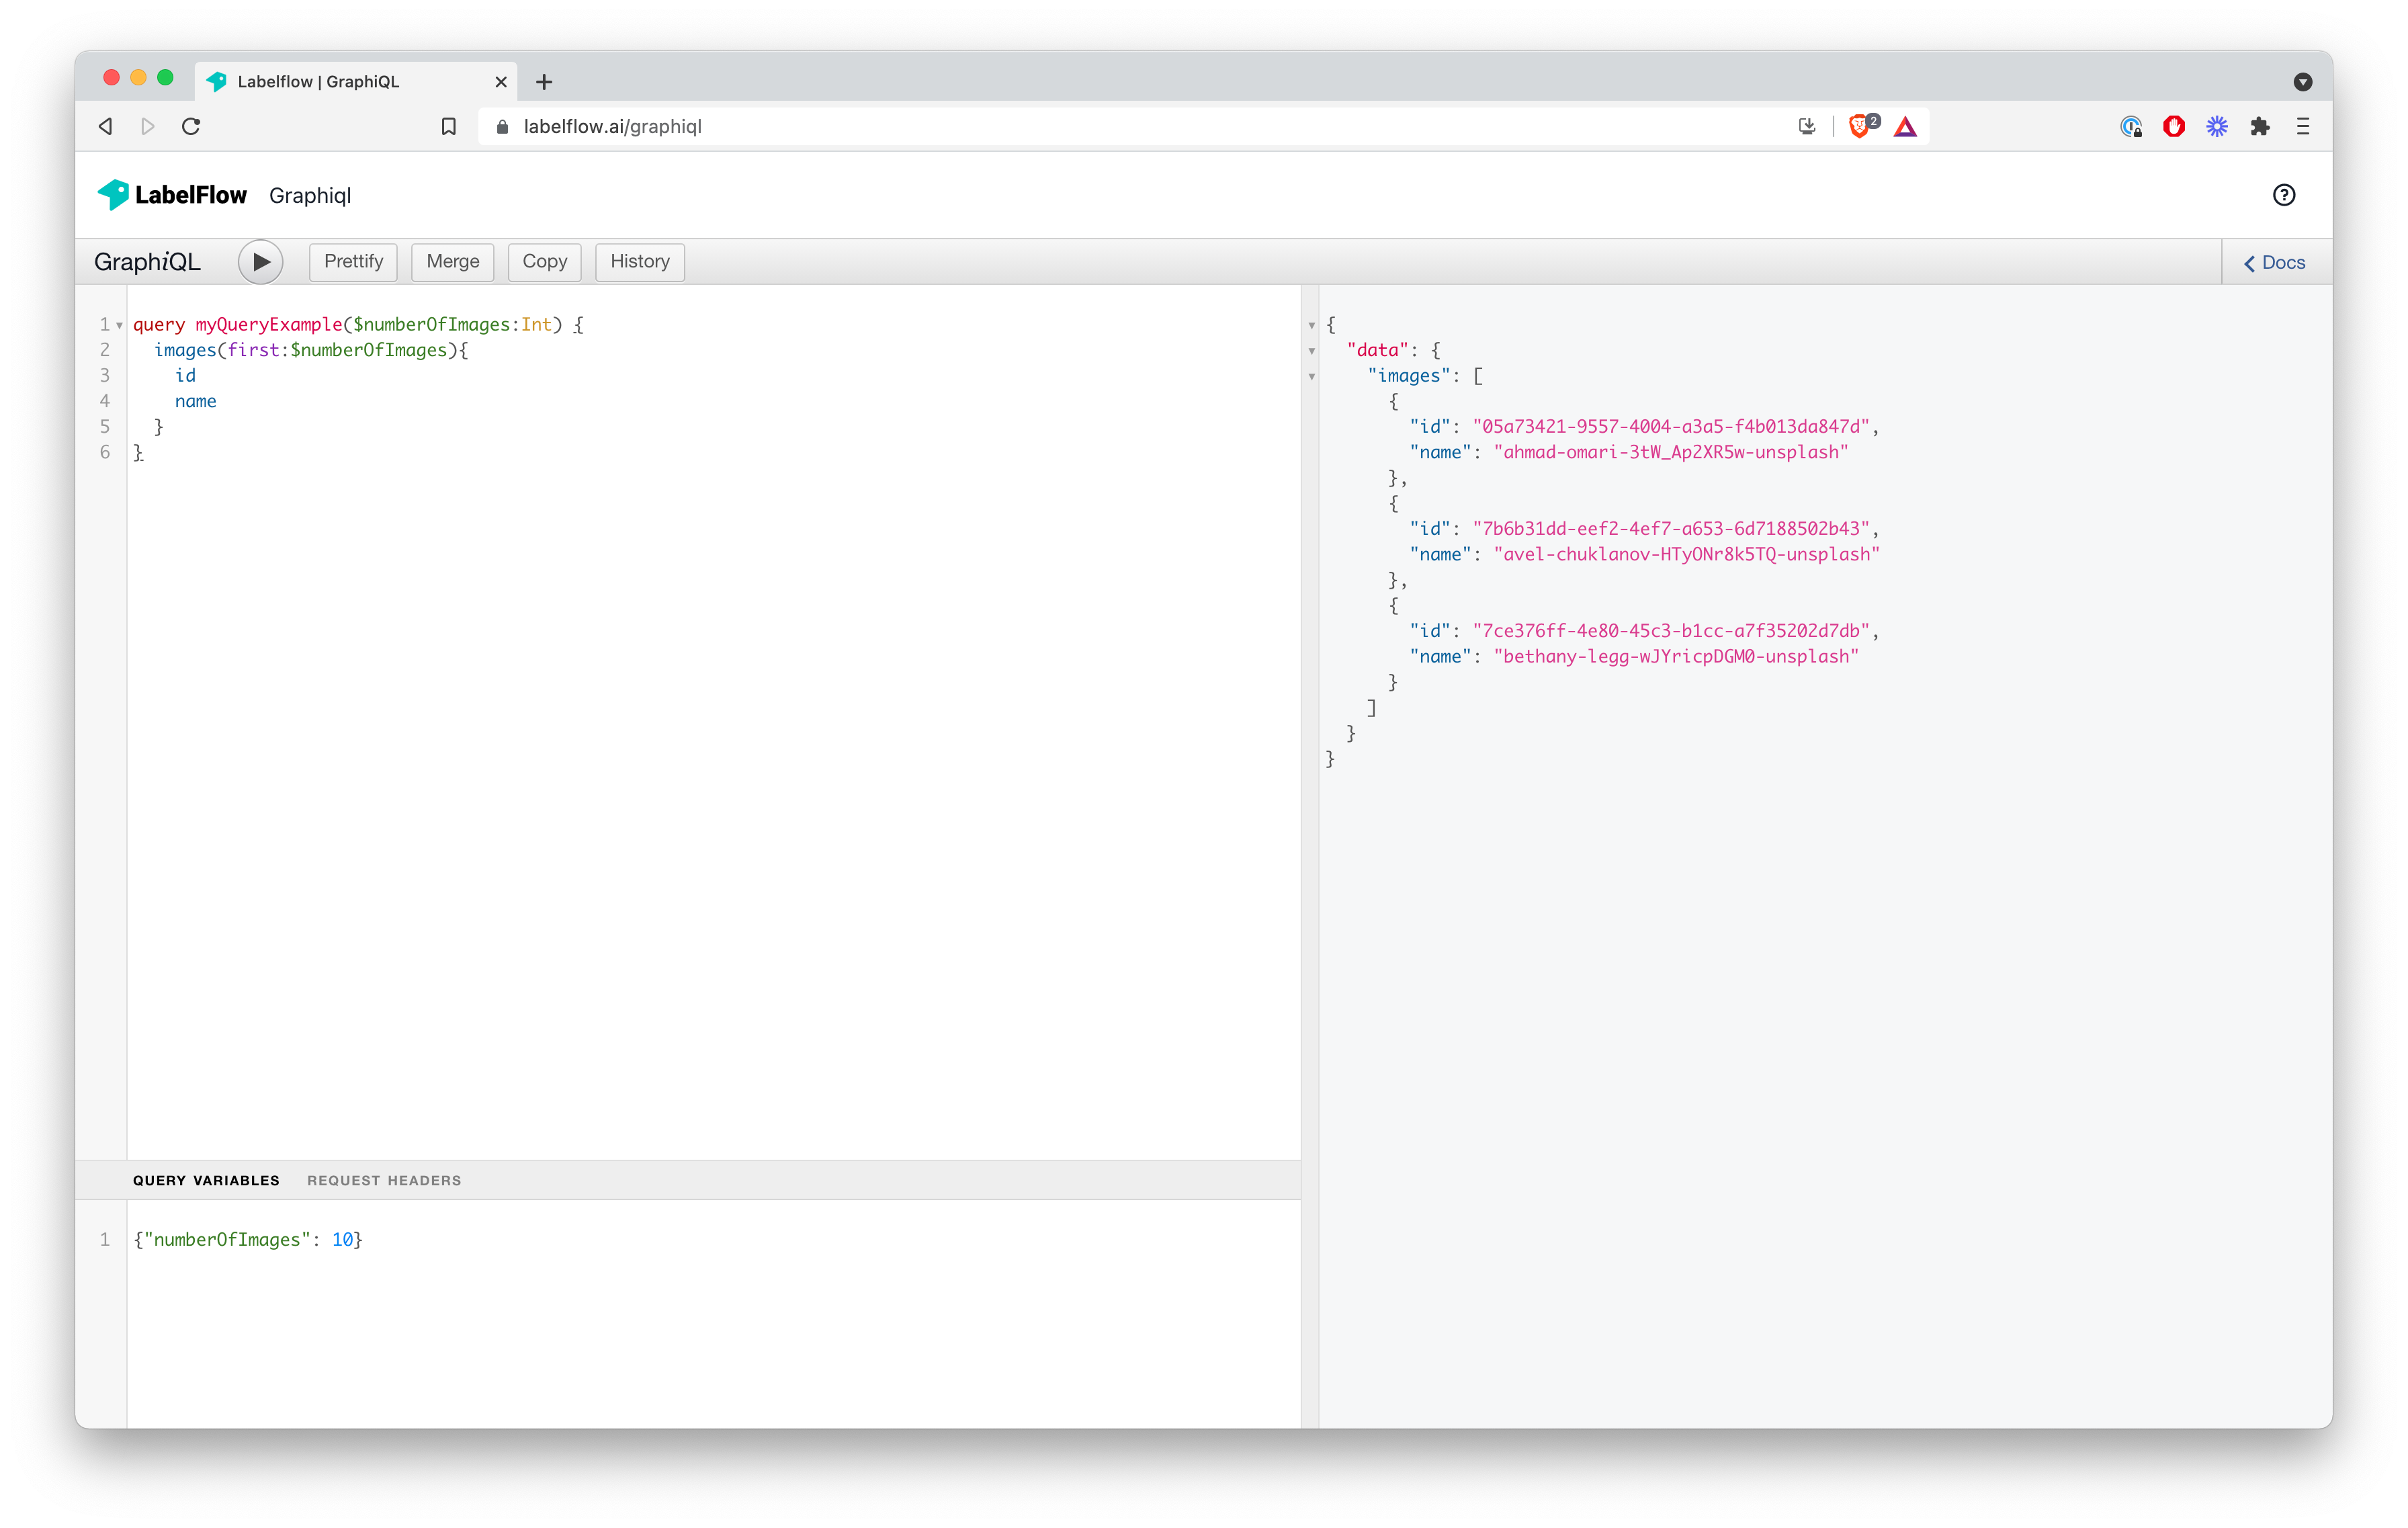 Labelflow | GraphiQL
labelflow.ai/graphiql
2
LabelFlow Graphiql
GraphiQL Prettify Merge Copy History Docs
1 query myQueryExample($numberOfImages:Int) {
2 images(first:$numberOfImages){
3 id
4 name
5 }
6 }
QUERY VARIABLES REQUEST HEADERS
1 {"numberOfImages": 10}
{
"data": {
"images": [
{
"id": "05a73421-9557-4004-a3a5-f4b013da847d",
"name": "ahmad-omari-3tW_Ap2XR5w-unsplash"
},
{
"id": "7b6b31dd-eef2-4ef7-a653-6d7188502b43",
"name": "avel-chuklanov-HTyONr8k5TQ-unsplash"
},
{
"id": "7ce376ff-4e80-45c3-b1cc-a7f35202d7db",
"name": "bethany-legg-wJYricpDGM0-unsplash"
}
]
}
}